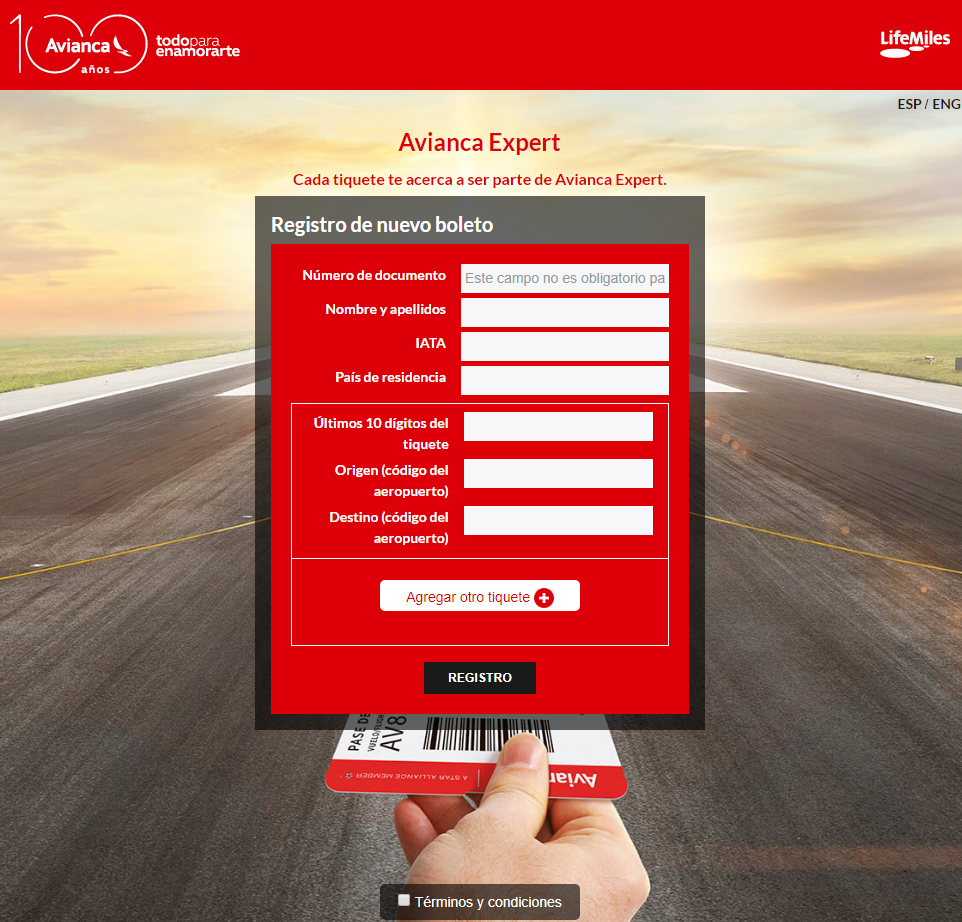 100
Avianca
años
todopara
enamorarte
LifeMiles
ESP / ENG
Avianca Expert
Cada tiquete te acerca a ser parte de Avianca Expert.
Registro de nuevo boleto
Número de documento
Este campo no es obligatorio pa
Nombre y apellidos
IATA
País de residencia
Últimos 10 dígitos del
tiquete
Origen (código del
aeropuerto)
Destino (código del
aeropuerto)
Agregar otro tiquete
REGISTRO
PASE DE
VUELO/FLIGH
AV8
A STAR ALLIANCE MEMBER
Avian
Términos y condiciones